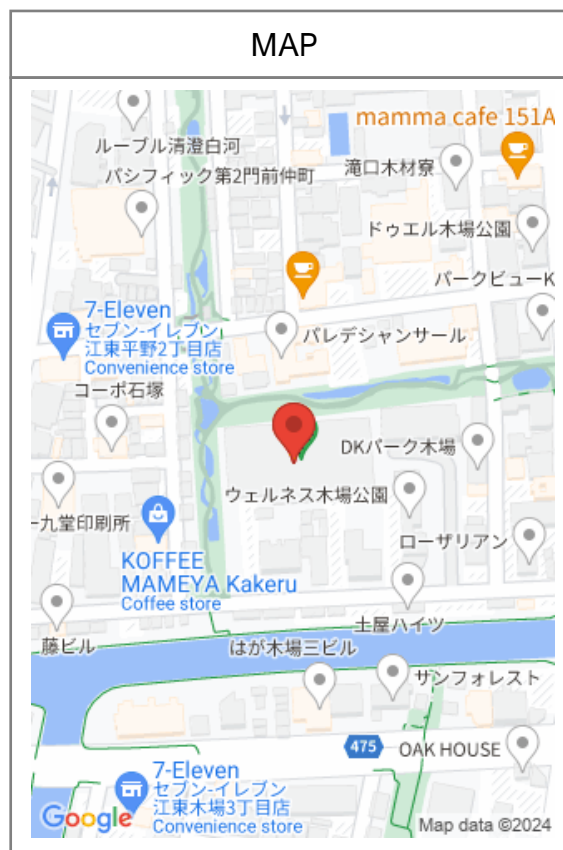 MAP
mamma cafe 151A
ルーブル清澄白河
パシフィック第2門前仲町
滝口木材寮
ドゥエル木場公園
パークビューK
7-Eleven
セブン-イレブン
江東平野2丁目店
Convenience store
パレデシャンサール
コーポ石塚
DKパーク木場
ウェルネス木場公園
一九堂印刷所
ローザリアン
KOFFEE
MAMEYA Kakeru
Coffee store
土屋ハイツ
藤ビル
はが木場三ビル
サンフォレスト
475
OAK HOUSE
7-Eleven
セブン-イレブン
江東木場3丁目店
Convenience store
Google
Map data ©2024